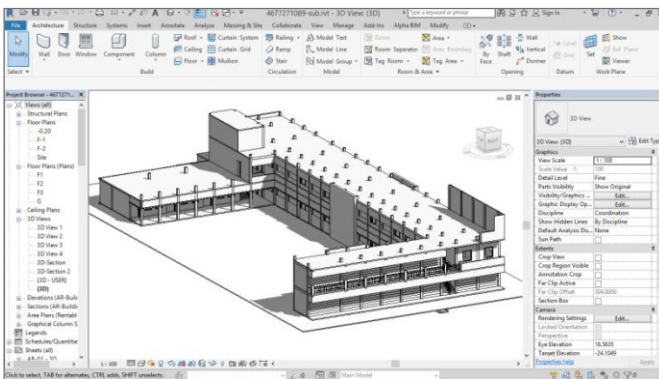 4677271089-sub.rvt - 3D View: {3D}
Type a keyword or phrase
Sign In
File Architecture Structure Systems Insert Annotate Analyze Massing & Site Collaborate View Manage Add-Ins Alpha BIM Modify
Modify Wall Door Window Component Column
Roof Curtain System
Ceiling Curtain Grid
Floor Mullion
Railing
Ramp
Stair
Model Text
Model Line
Model Group
Room
Room Separator
Tag Room
Area
Area Boundary
Tag Area
By Face Shaft
Wall
Vertical
Dormer
Level
Grid
Set
Show
Ref Plane
Viewer
Select Build Circulation Model Room & Area Opening Datum Work Plane
Project Browser - 4677271...
Views (all)
Structural Plans
Floor Plans
-0.20
F-1
F-2
Site
Floor Plans (Plans)
F1
F2
F3
G
Ceiling Plans
3D Views
3D View 1
3D View 2
3D View 3
3D View 4
3D-Section
3D-Section 2
(3D - USER)
{3D}
Elevations (AR-Build
Sections (AR-Buildi
Area Plans (Rentabl
Graphical Column S
Legends
Schedules/Quantitie
Sheets (all)
Properties
3D View
3D View: {3D} Edit Typ
Graphics
View Scale 1 : 100
Scale Value 1: 100
Detail Level Fine
Parts Visibility Show Original
Visibility/Graphics ... Edit...
Graphic Display Op... Edit...
Discipline Coordination
Show Hidden Lines By Discipline
Default Analysis Dis... None
Sun Path
Extents
Crop View
Crop Region Visible
Annotation Crop
Far Clip Active
Far Clip Offset 304.8000
Section Box
Camera
Rendering Settings Edit...
Locked Orientation
Perspective
Eye Elevation
Target Elevation -24.1049
Properties help Apply
1 : 100
Click to select, TAB for alternates, CTRL adds, SHIFT unselects.
Main Model